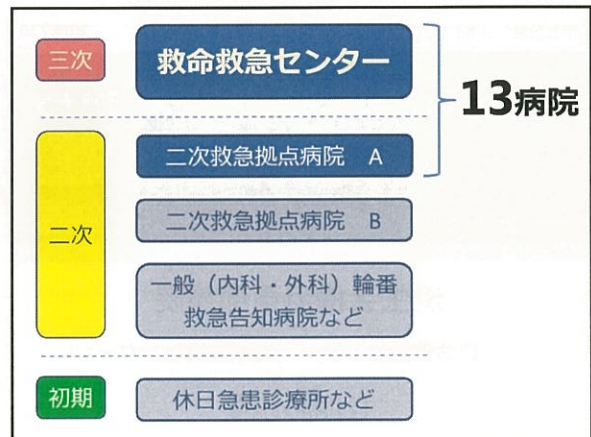 三次
救命救急センター
13病院
二次救急拠点病院 A
二次
二次救急拠点病院 B
一般（内科・外科）輪番
救急告知病院など
初期
休日急患診療所など